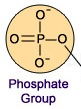 O⁻
O=P-O
O⁻
Phosphate
Group